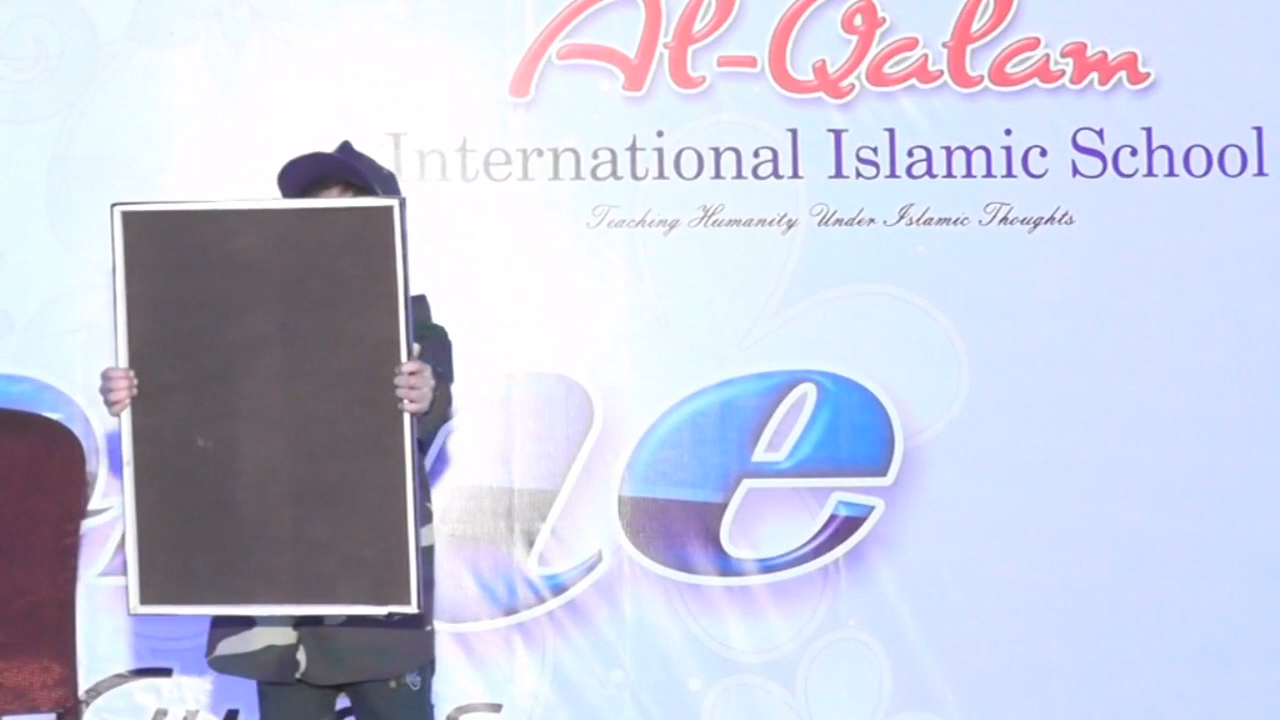 Al-Qalam
International Islamic School
Teaching Humanity Under Islamic Thoughts